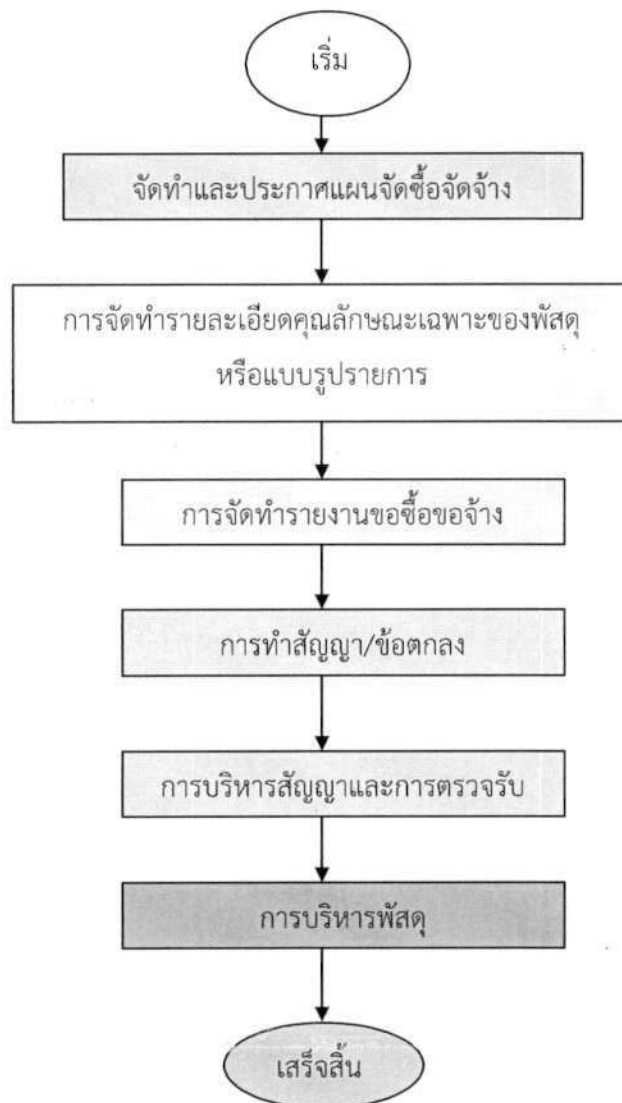 เริ่ม
จัดทำและประกาศแผนจัดซื้อจัดจ้าง
การจัดทำรายละเอียดคุณลักษณะเฉพาะของพัสดุ
หรือแบบรูปรายการ
การจัดทำรายงานขอซื้อขอจ้าง
การทำสัญญา/ข้อตกลง
การบริหารสัญญาและการตรวจรับ
การบริหารพัสดุ
เสร็จสิ้น